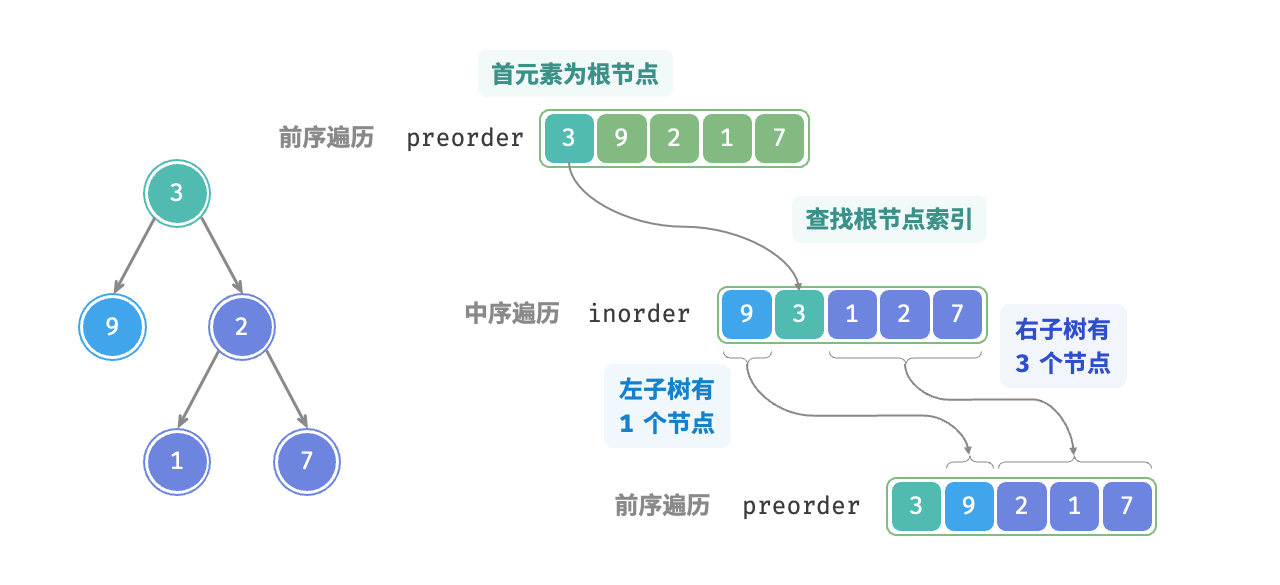 首元素为根节点
前序遍历 preorder 3 9 2 1 7
3
查找根节点索引
9 2
中序遍历 inorder 9 3 1 2 7
右子树有
3 个节点
左子树有
1 个节点
1 7
前序遍历 preorder 3 9 2 1 7